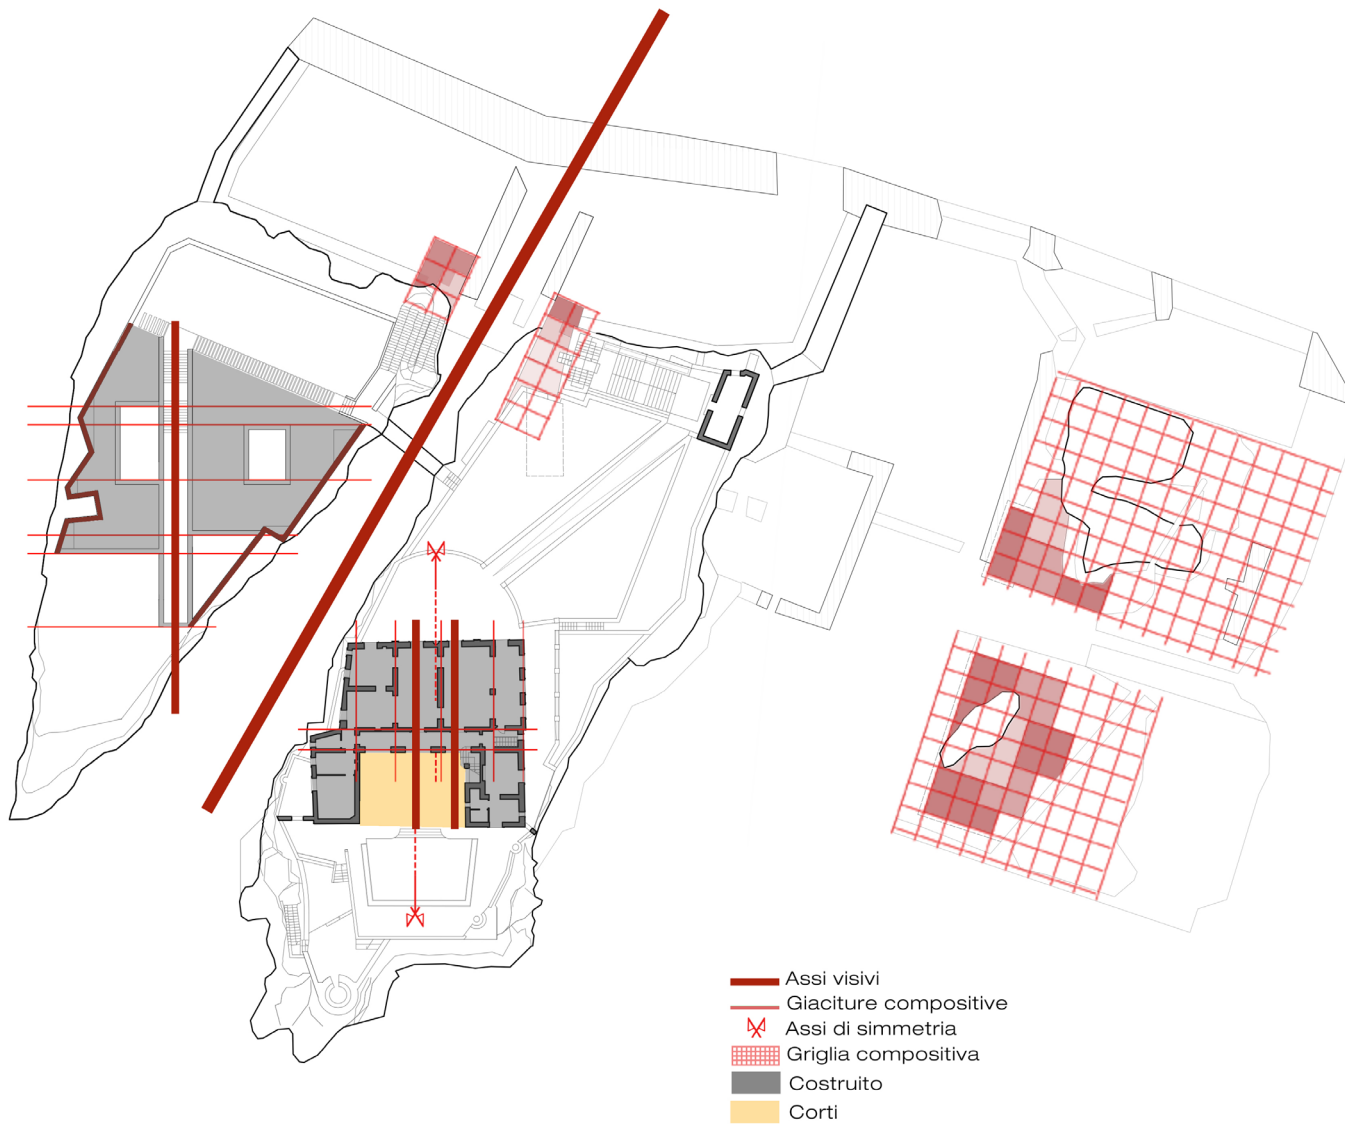 Assi visivi
Giaciture compositive
Assi di simmetria
Griglia compositiva
Costruito
Corti